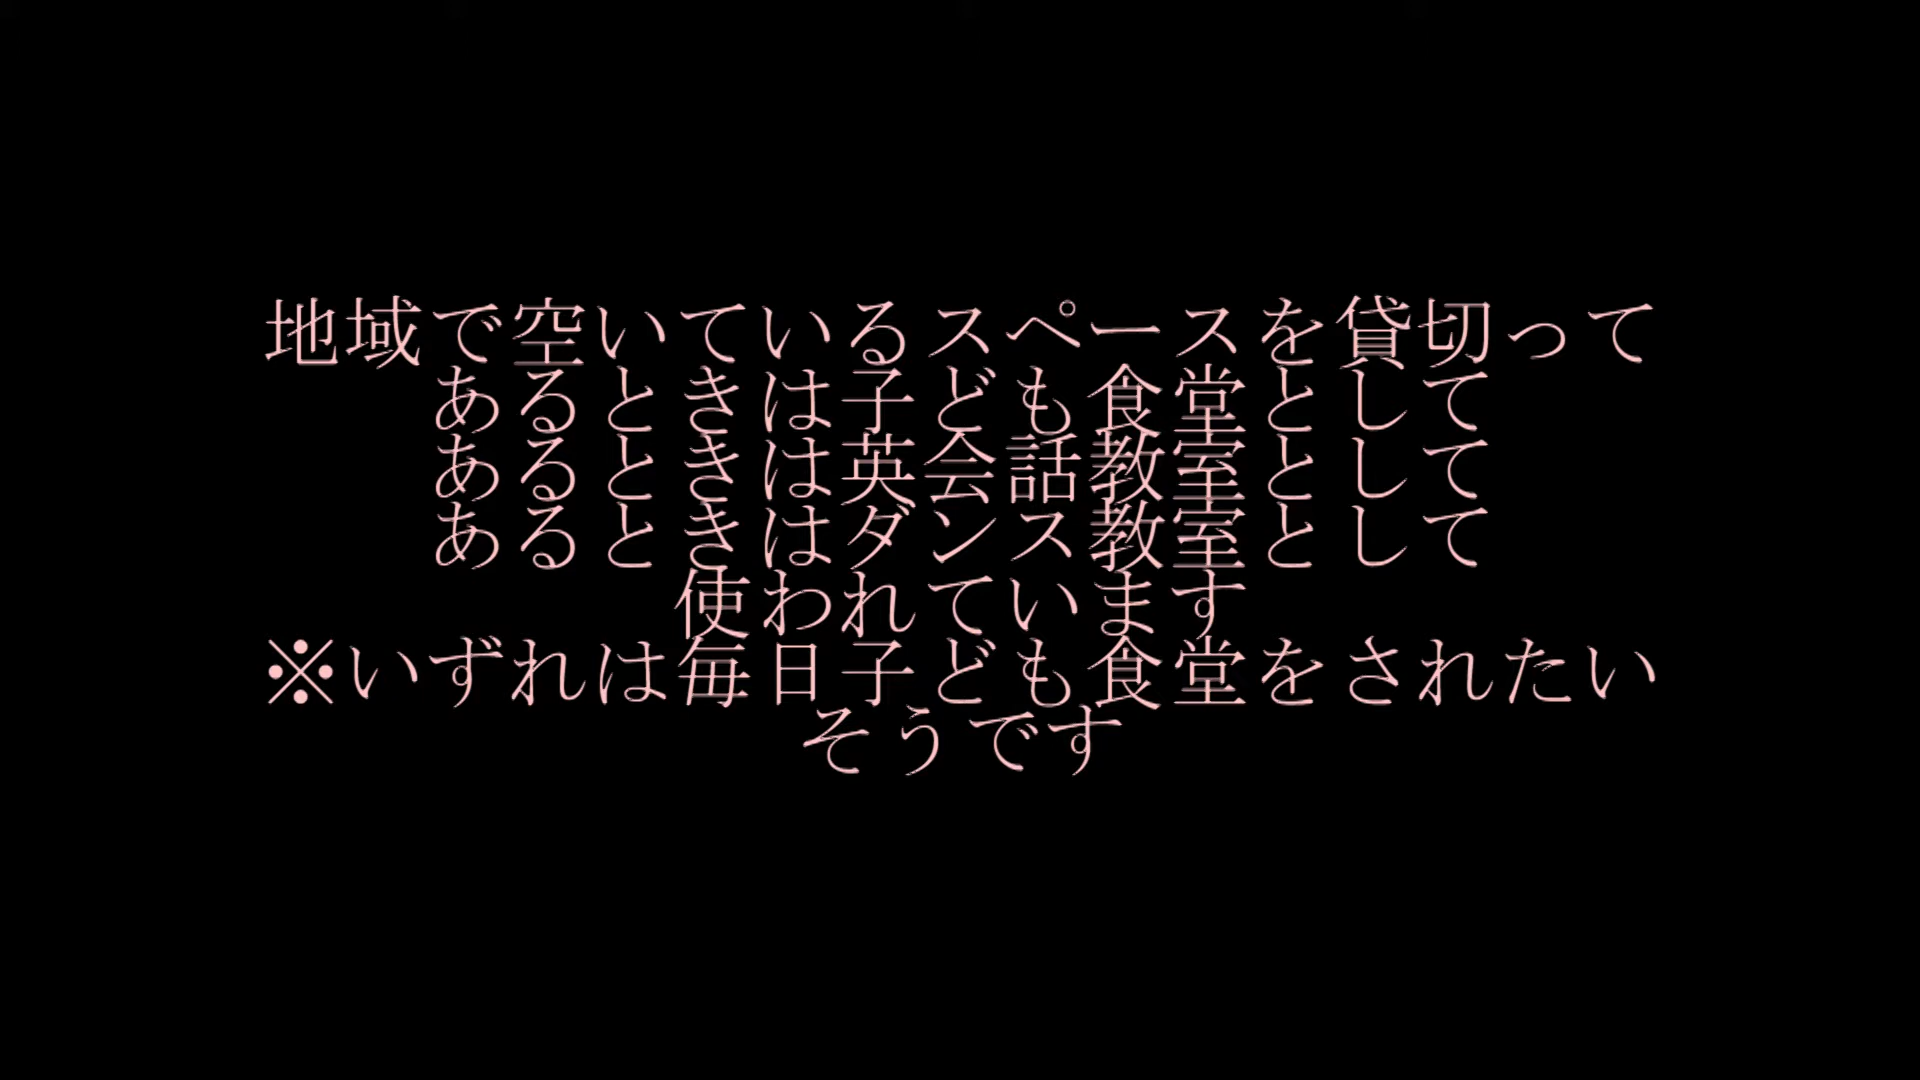 地域で空いているスペースを貸切って
あるときは子ども食堂として
あるときは英会話教室として
あるときはダンス教室として
使われています
※いずれは毎日子ども食堂をされたい
そうです